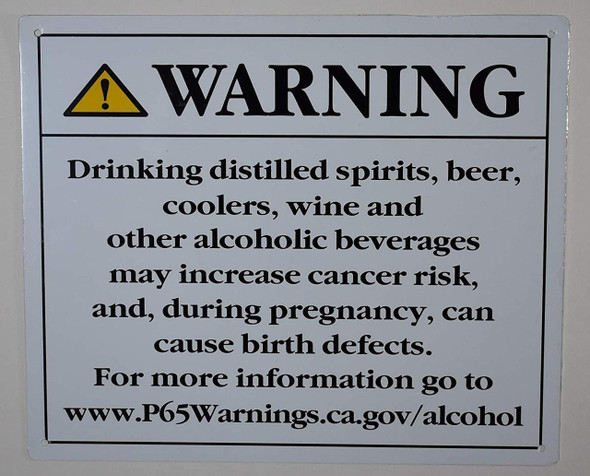 WARNING
Drinking distilled spirits, beer,
coolers, wine and
other alcoholic beverages
may increase cancer risk,
and, during pregnancy, can
cause birth defects.
For more information go to
www.P65Warnings.ca.gov/alcohol